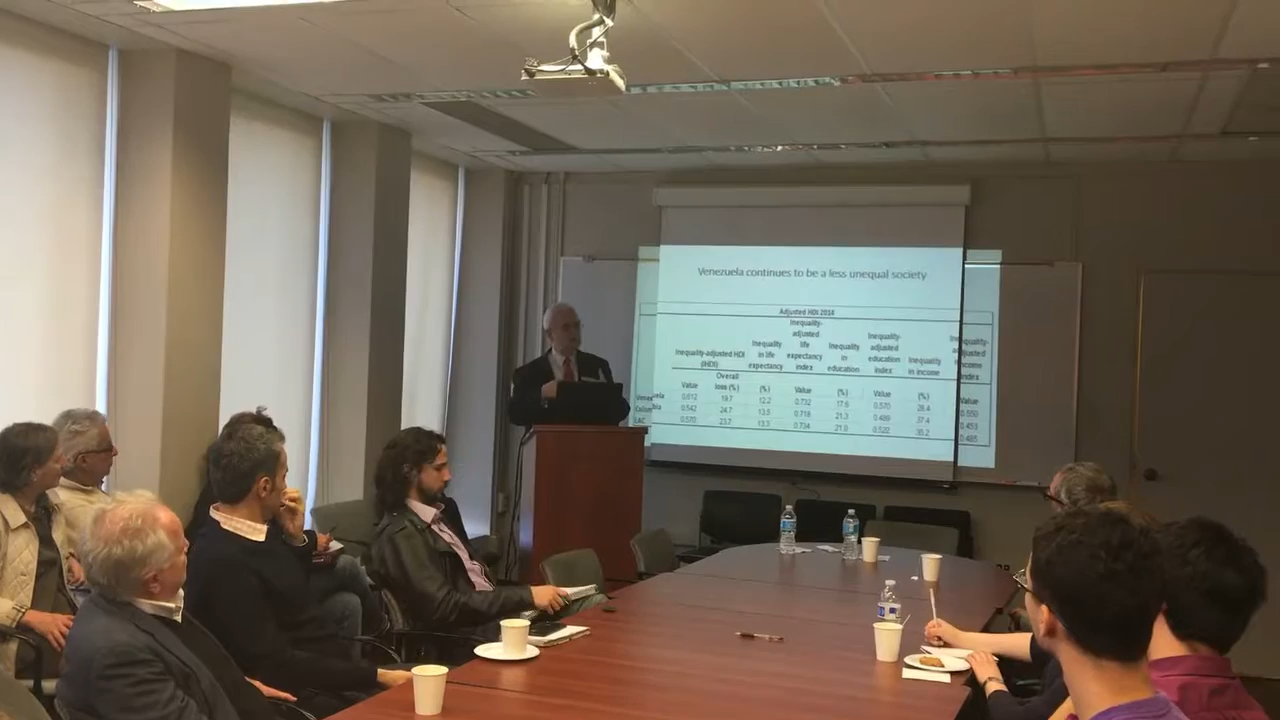 Venezuela continues to be a less unequal society
Adjusted HDI 2014
Inequality-adjusted HDI (IHDI) Inequality in life expectancy Inequality-adjusted life expectancy index Inequality in education Inequality-adjusted education index Inequality in income Inequality-adjusted income index
Value Overall loss (%) (%) Value (%) Value (%) Value
Venezuela 0.612 19.7 12.2 0.732 17.6 0.570 28.4 0.550
Colombia 0.542 24.7 13.5 0.718 21.3 0.489 37.4 0.453
LAC 0.570 23.7 13.3 0.734 21.0 0.522 35.2 0.485